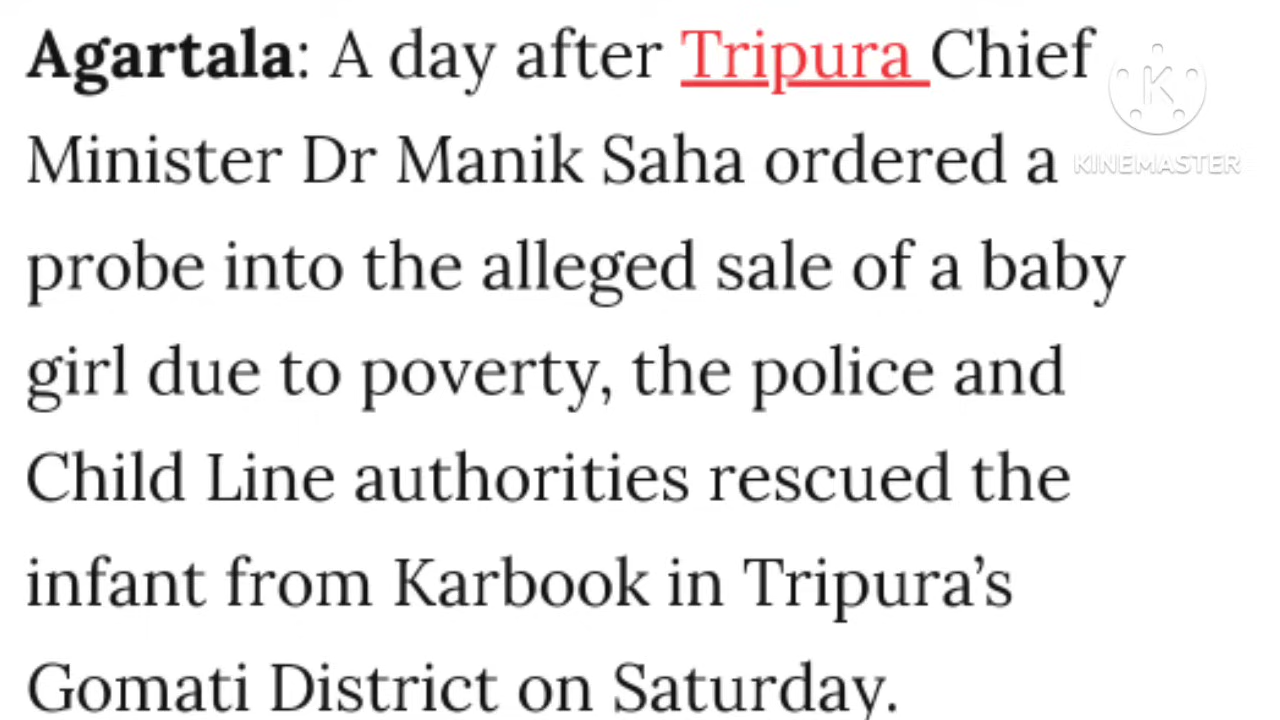 Agartala: A day after Tripura Chief
Minister Dr Manik Saha ordered a
probe into the alleged sale of a baby
girl due to poverty, the police and
Child Line authorities rescued the
infant from Karbook in Tripura’s
Gomati District on Saturday.
K
KINEMASTER